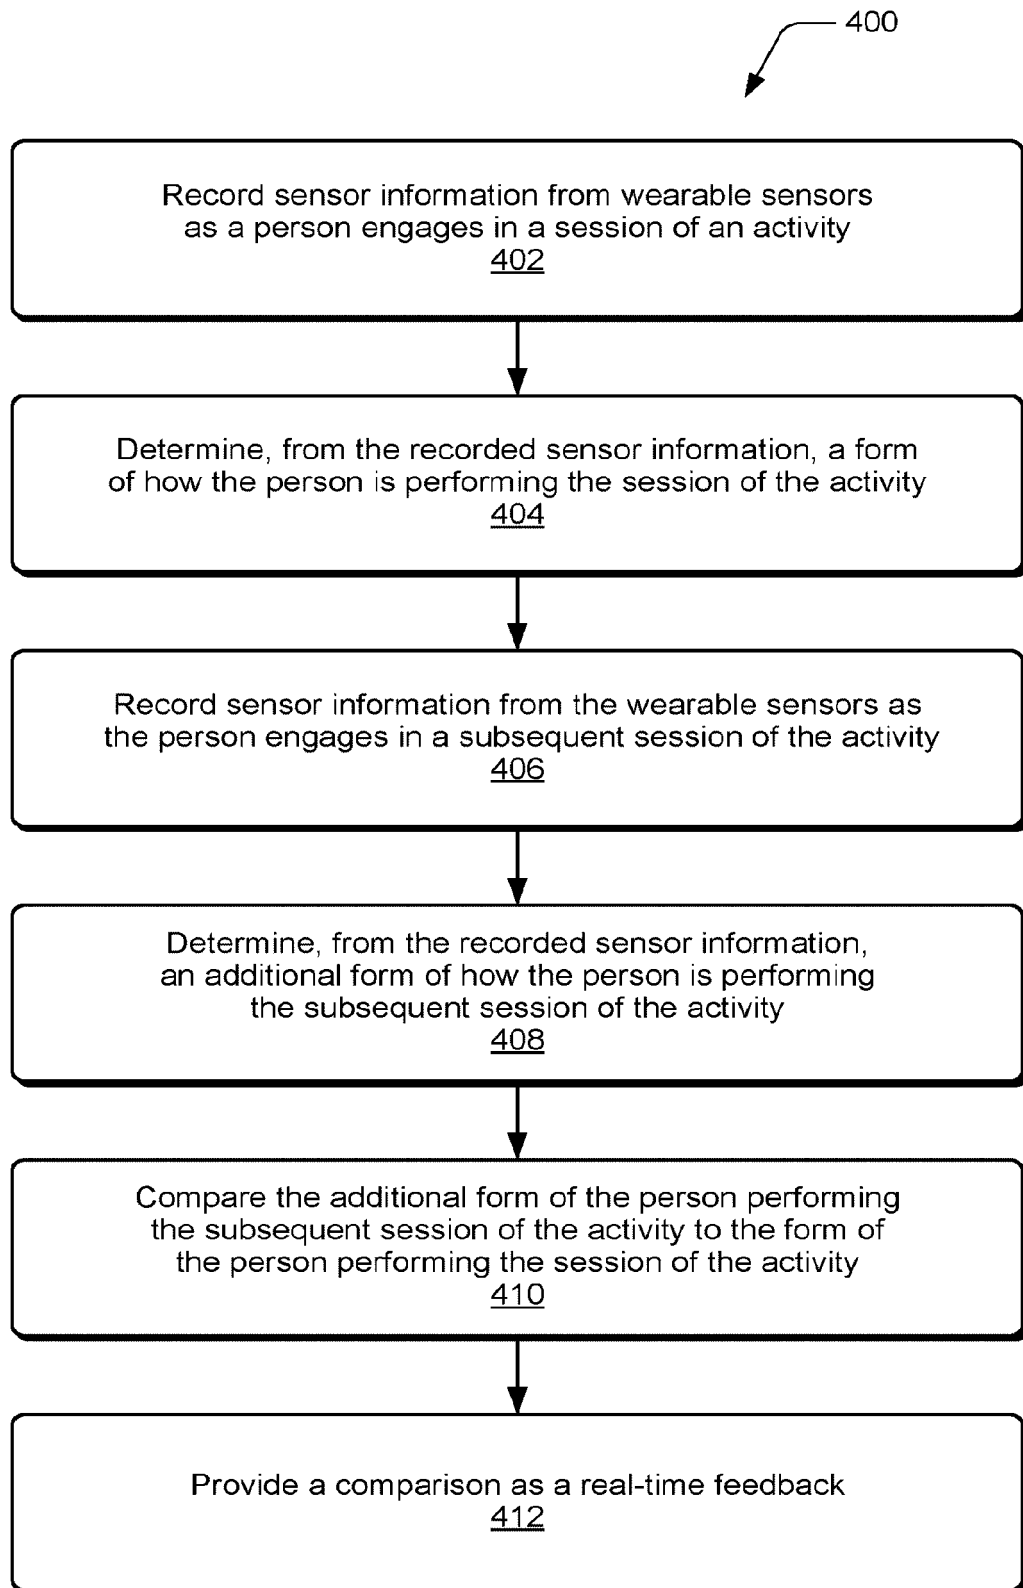 400
Record sensor information from wearable sensors
as a person engages in a session of an activity
402
Determine, from the recorded sensor information, a form
of how the person is performing the session of the activity
404
Record sensor information from the wearable sensors as
the person engages in a subsequent session of the activity
406
Determine, from the recorded sensor information,
an additional form of how the person is performing
the subsequent session of the activity
408
Compare the additional form of the person performing
the subsequent session of the activity to the form of
the person performing the session of the activity
410
Provide a comparison as a real-time feedback
412